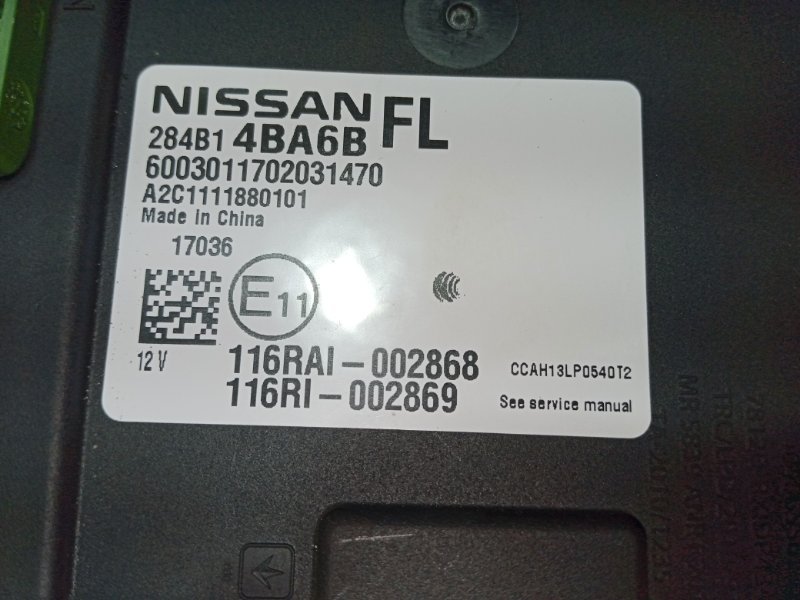 NISSAN FL
284B1 4BA6B
6003011702031470
A2C1111880101
Made In China
17036
E11
12 V
116RAI-002868
116RI-002869
CCAH13LP0540T2
See service manual